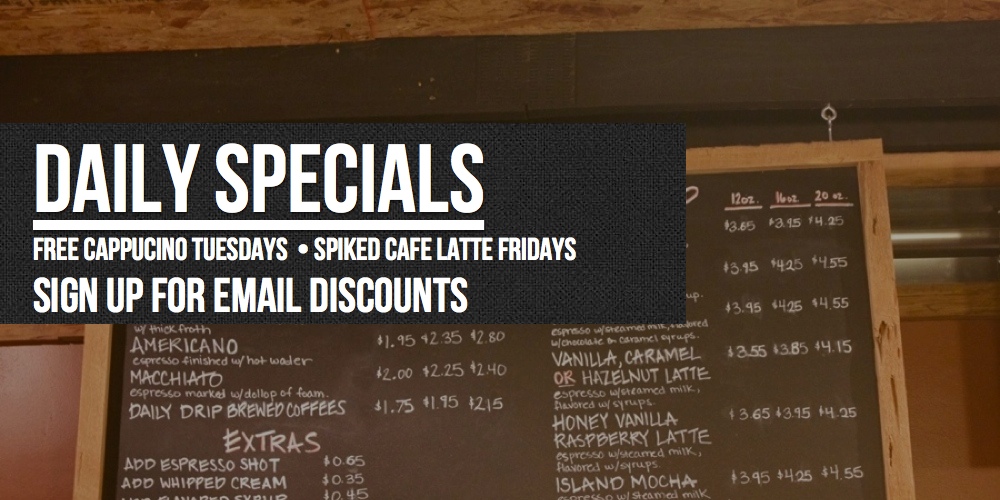 DAILY SPECIALS
FREE CAPPUCINO TUESDAYS • SPIKED CAFE LATTE FRIDAYS
SIGN UP FOR EMAIL DISCOUNTS
12oz. 16oz. 20 oz.
$3.65 $3.95 $4.25
$3.95 $4.25 $4.55
up.
$3.95 $4.25 $4.55
w/ thick froth
AMERICANO $1.95 $2.35 $2.80
espresso finished w/ hot water
MACCHIATO $2.00 $2.25 $2.40
espresso marked w/ dollop of foam.
DAILY DRIP BREWED COFFEES $1.75 $1.95 $2.15
EXTRAS
ADD ESPRESSO SHOT $0.65
ADD WHIPPED CREAM $0.35
$0.45
espresso w/steamed milk, flavored
w/chocolate & caramel syrups.
VANILLA, CARAMEL $3.55 $3.85 $4.15
OR HAZELNUT LATTE
espresso w/steamed milk,
flavored w/ syrups.
HONEY VANILLA $3.65 $3.95 $4.25
RASPBERRY LATTE
espresso w/steamed milk,
flavored w/syrups.
ISLAND MOCHA $3.95 $4.25 $4.55
espresso w/ steamed milk